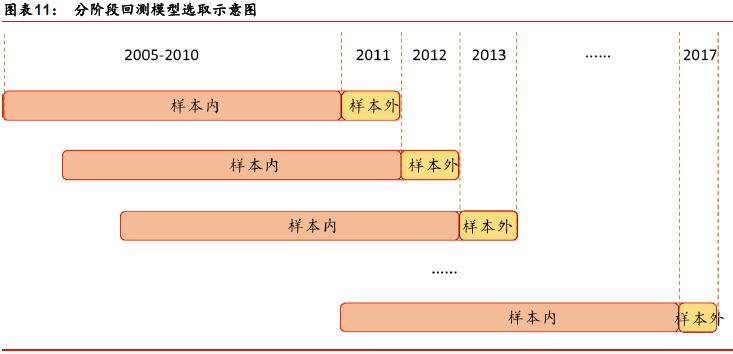 图表11： 分阶段回测模型选取示意图
2005-2010 2011 2012 2013 ...... 2017
样本内 样本外
样本内 样本外
样本内 样本外
......
样本内 样本外